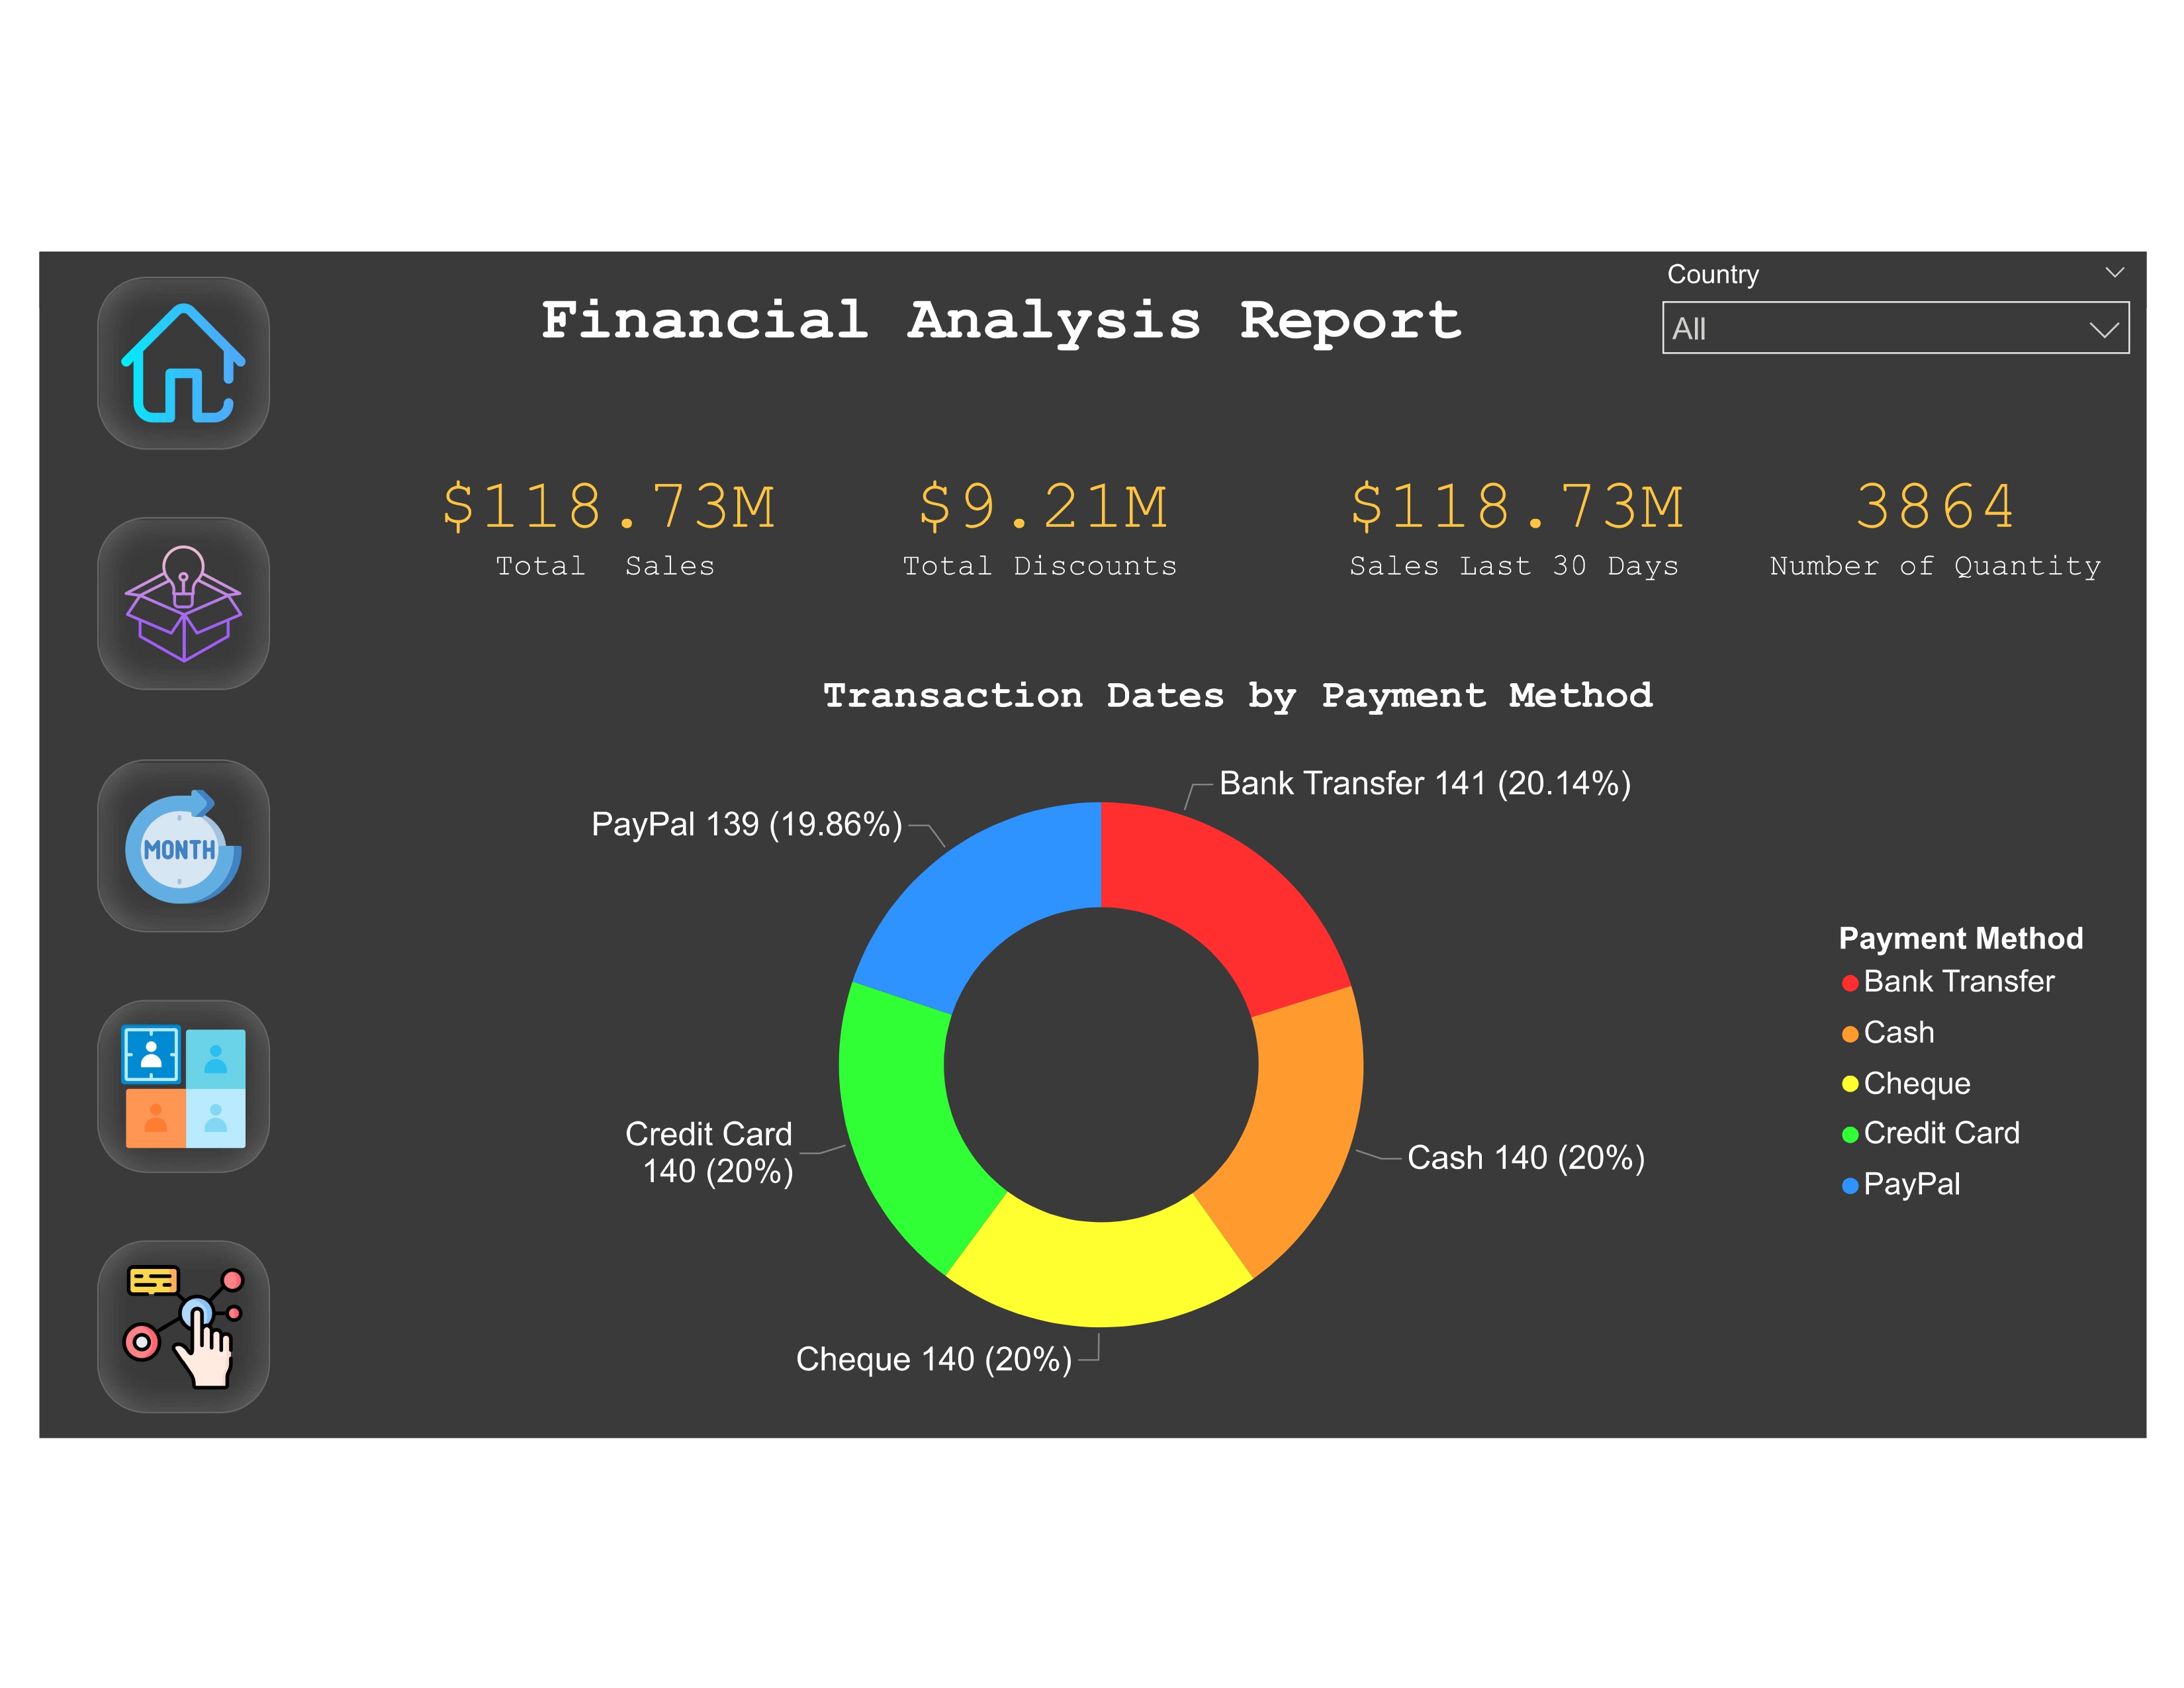 Financial Analysis Report
Country
All
$118.73M
Total Sales
$9.21M
Total Discounts
$118.73M
Sales Last 30 Days
3864
Number of Quantity
MONTH
Transaction Dates by Payment Method
Bank Transfer 141 (20.14%)
PayPal 139 (19.86%)
Credit Card
140 (20%)
Cash 140 (20%)
Cheque 140 (20%)
Payment Method
Bank Transfer
Cash
Cheque
Credit Card
PayPal